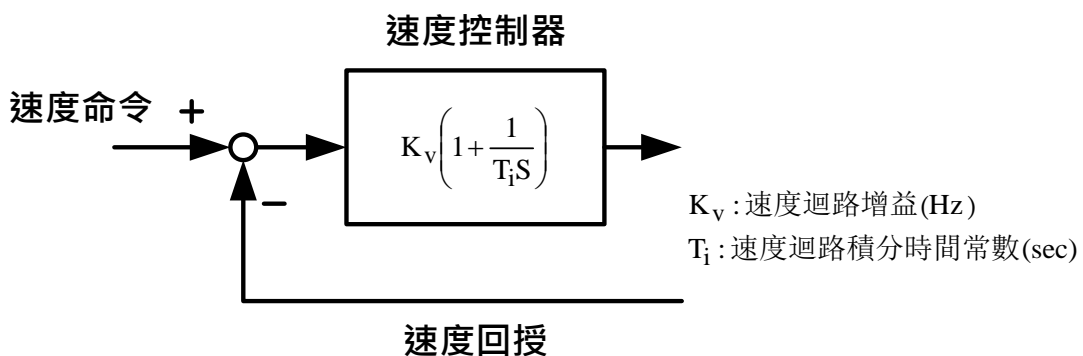 速度控制器
速度命令 +
K_v(1+1/(T_iS))
−
K_v:速度迴路增益(Hz)
T_i:速度迴路積分時間常數(sec)
速度回授